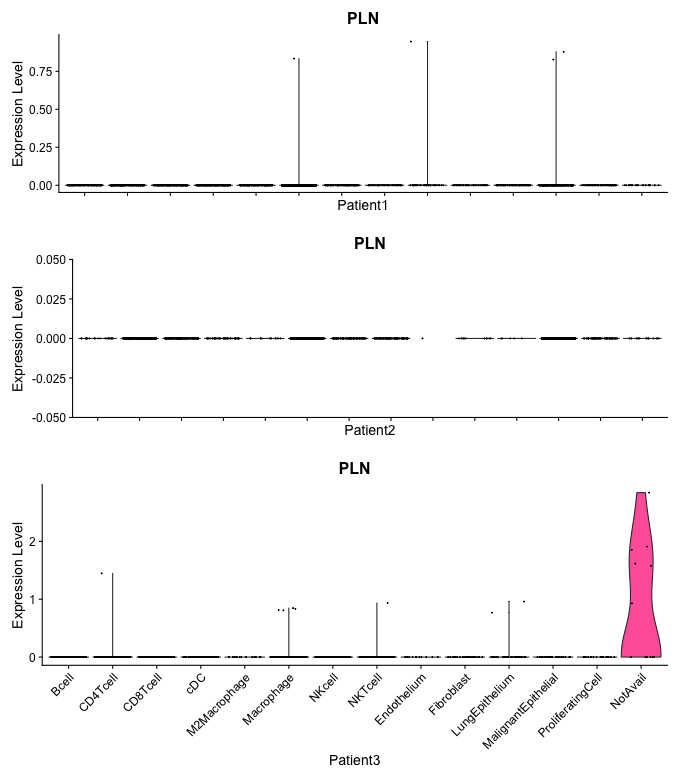 PLN
Expression Level
0.75
0.50
0.25
0.00
Patient1
PLN
Expression Level
0.050
0.025
0.000
-0.025
-0.050
Patient2
PLN
Expression Level
2
1
0
Bcell
CD4Tcell
CD8Tcell
cDC
M2Macrophage
Macrophage
NKcell
NKTcell
Endothelium
Fibroblast
LungEpithelium
MalignantEpithelial
ProliferatingCell
NotAvail
Patient3